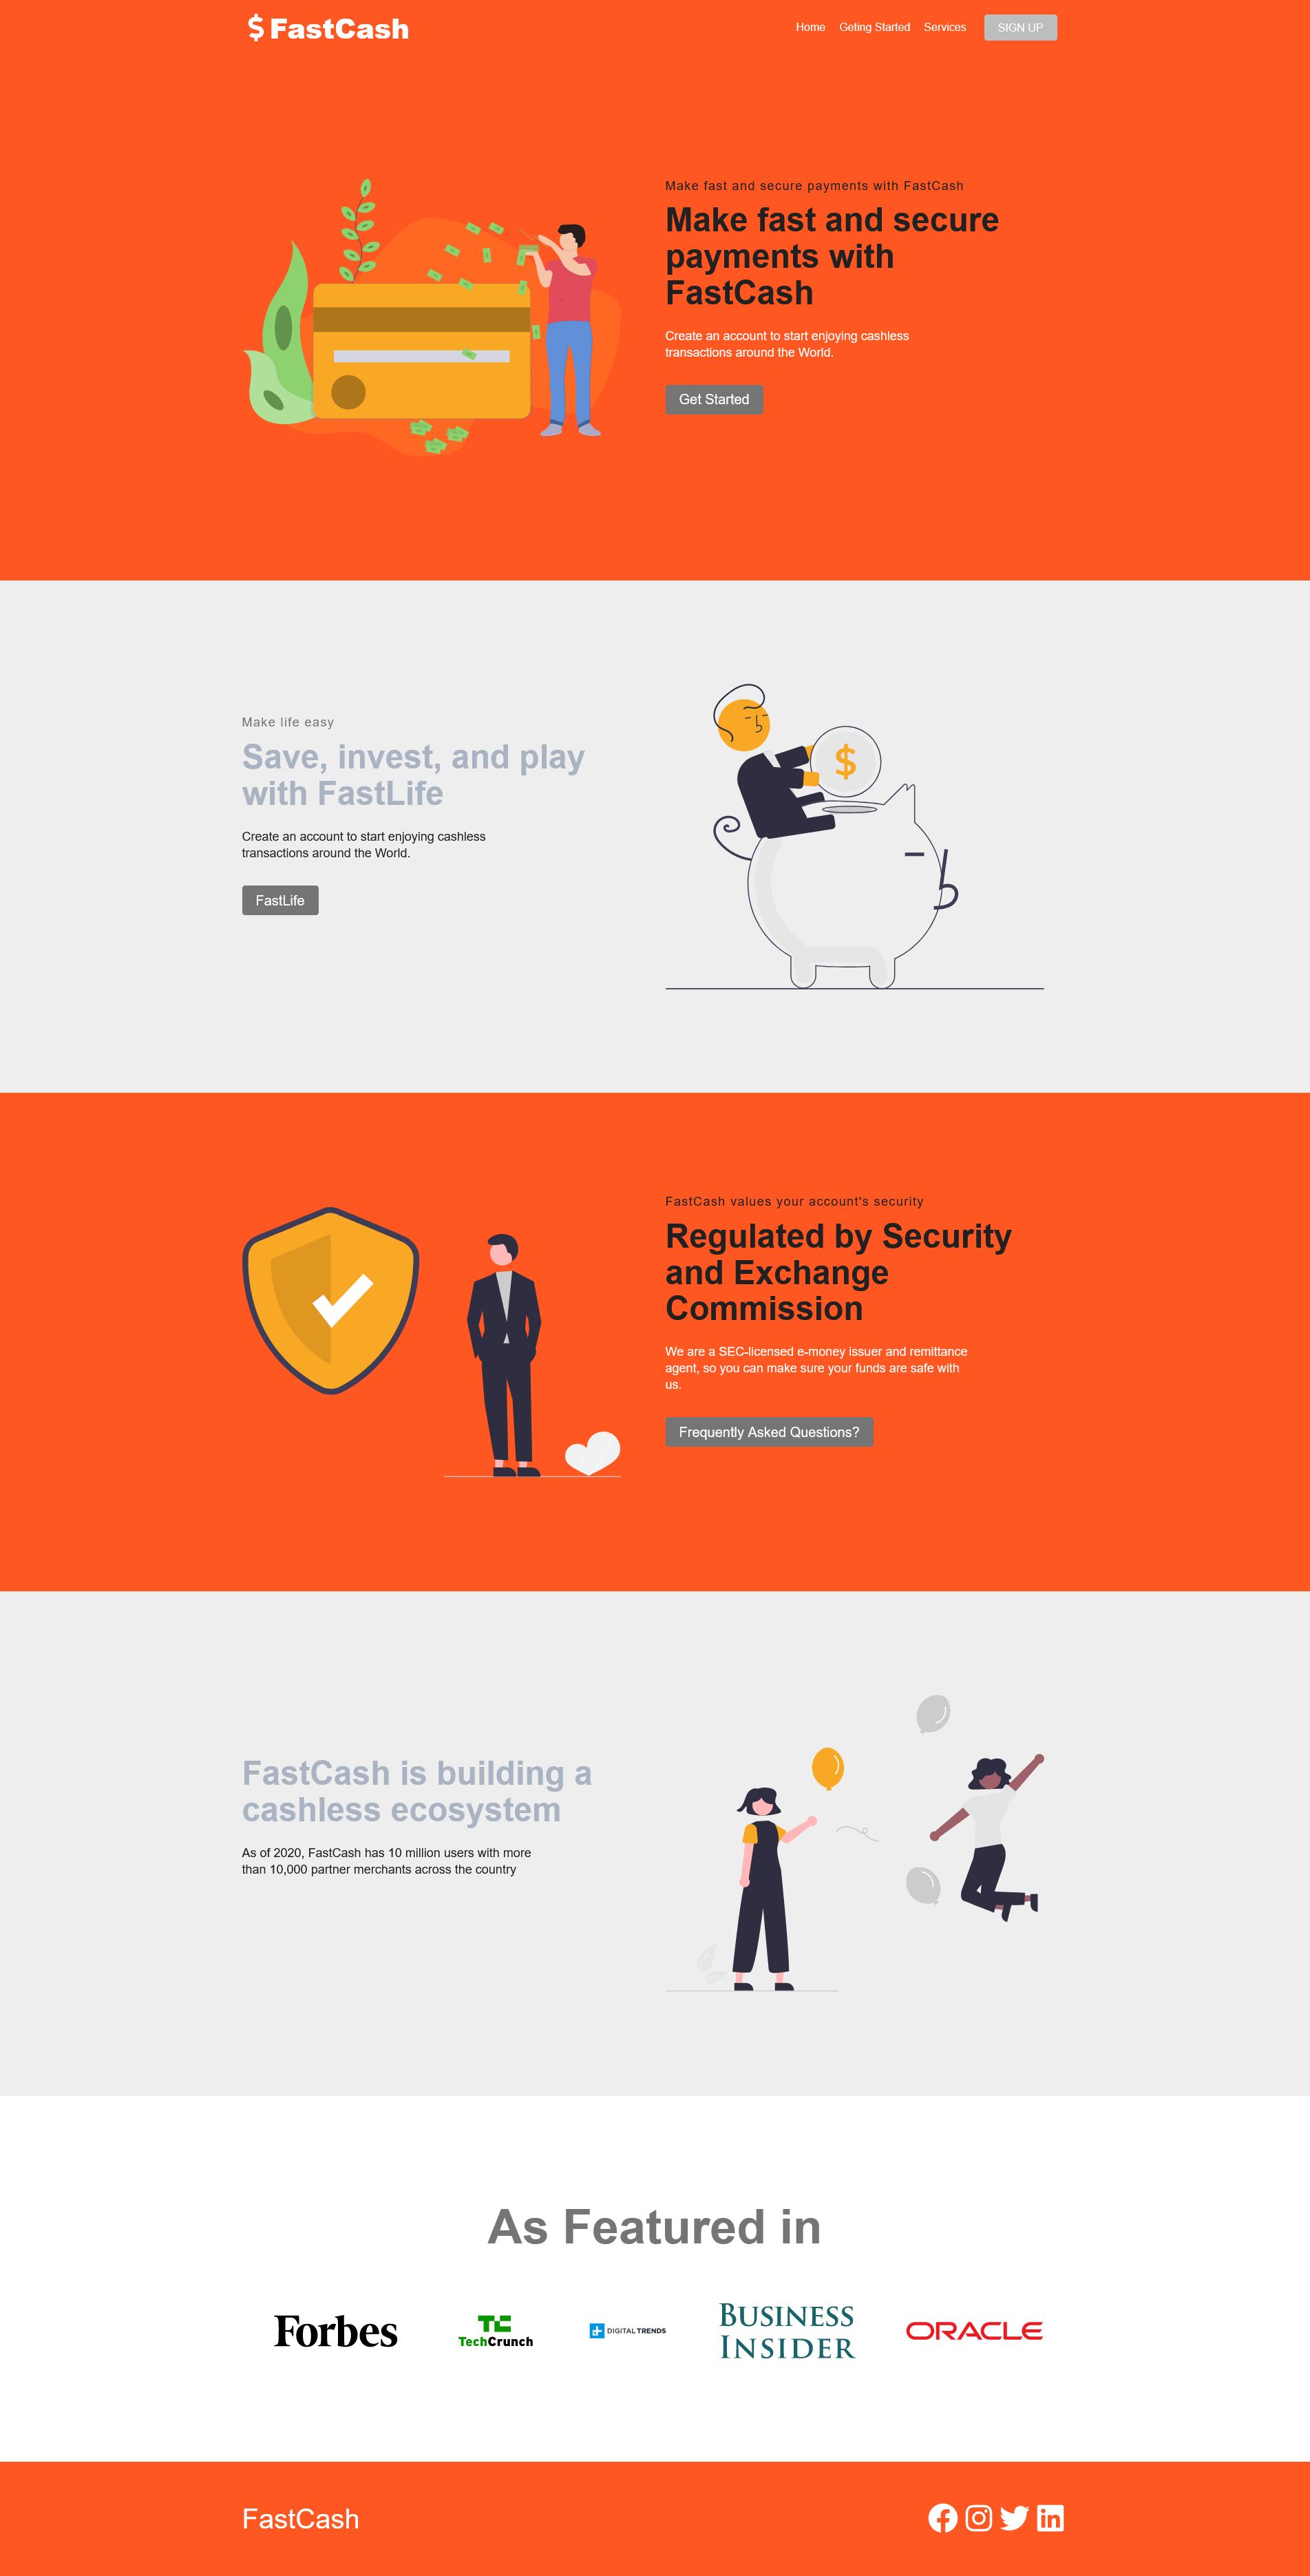 $ FastCash
Home Geting Started Services SIGN UP
Make fast and secure payments with FastCash
Make fast and secure
payments with
FastCash
Create an account to start enjoying cashless
transactions around the World.
Get Started
Make life easy
Save, invest, and play
with FastLife
Create an account to start enjoying cashless
transactions around the World.
FastLife
$
FastCash values your account's security
Regulated by Security
and Exchange
Commission
We are a SEC-licensed e-money issuer and remittance
agent, so you can make sure your funds are safe with
us.
Frequently Asked Questions?
FastCash is building a
cashless ecosystem
As of 2020, FastCash has 10 million users with more
than 10,000 partner merchants across the country
As Featured in
Forbes
TC
TechCrunch
DIGITAL TRENDS
BUSINESS
INSIDER
ORACLE
FastCash